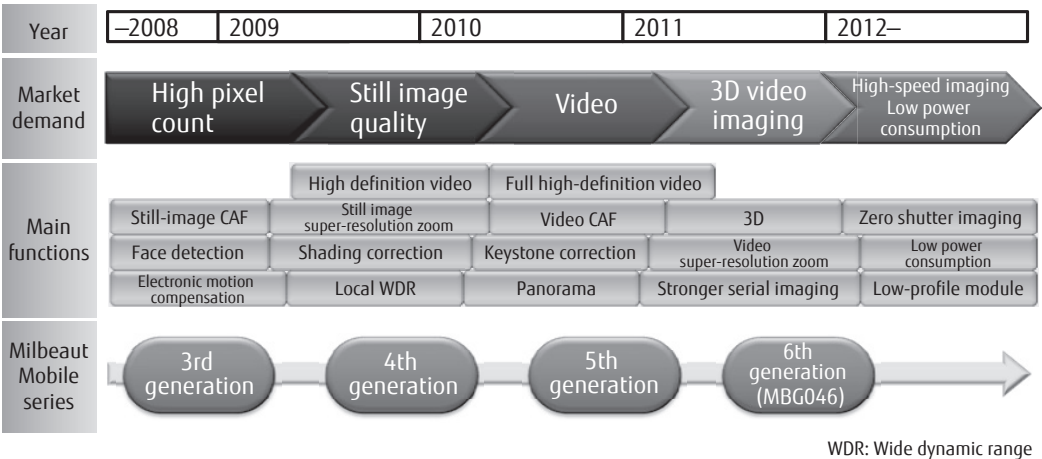 Year
–2008
2009
2010
2011
2012–
Market
demand
High pixel
count
Still image
quality
Video
3D video
imaging
High-speed imaging
Low power
consumption
Main
functions
High definition video
Full high-definition video
Still-image CAF
Still image
super-resolution zoom
Video CAF
3D
Zero shutter imaging
Face detection
Shading correction
Keystone correction
Video
super-resolution zoom
Low power
consumption
Electronic motion
compensation
Local WDR
Panorama
Stronger serial imaging
Low-profile module
Milbeaut
Mobile
series
3rd
generation
4th
generation
5th
generation
6th
generation
(MBG046)
WDR: Wide dynamic range